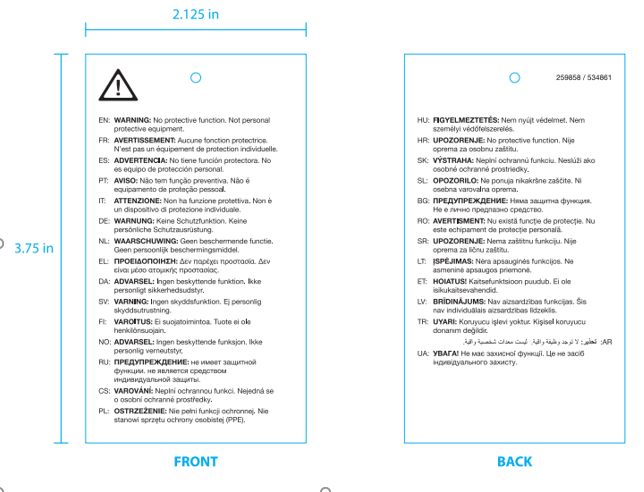 2.125 in
3.75 in
EN: WARNING: No protective function. Not personal
protective equipment.
FR: AVERTISSEMENT: Aucune fonction protectrice.
N'est pas un équipement de protection individuelle.
ES: ADVERTENCIA: No tiene función protectora. No
es equipo de protección personal.
PT: AVISO: Não tem função preventiva. Não é
equipamento de proteção pessoal.
IT: ATTENZIONE: Non ha funzione protettiva. Non è
un dispositivo di protezione individuale.
DE: WARNUNG: Keine Schutzfunktion. Keine
persönliche Schutzausrüstung.
NL: WAARSCHUWING: Geen beschermende functie.
Geen persoonlijk beschermingsmiddel.
EL: ΠΡΟΕΙΔΟΠΟΙΗΣΗ: Δεν παρέχει προστασία. Δεν
είναι μέσο ατομικής προστασίας.
DA: ADVARSEL: Ingen beskyttende funktion. Ikke
personligt sikkerhedsudstyr.
SV: VARNING: Ingen skyddsfunktion. Ej personlig
skyddsutrustning.
FI: VAROITUS: Ei suojatoimintoa. Tuote ei ole
henkilönsuojain.
NO: ADVARSEL: Ingen beskyttende funksjon. Ikke
personlig verneutstyr.
RU: ПРЕДУПРЕЖДЕНИЕ: не имеет защитной
функции. не является средством
индивидуальной защиты.
CS: VAROVÁNÍ: Neplní ochrannou funkci. Nejedná se
o osobní ochranné prostředky.
PL: OSTRZEŻENIE: Nie pełni funkcji ochronnej. Nie
stanowi sprzętu ochrony osobistej (PPE).
FRONT
259858 / 534861
HU: FIGYELMEZTETÉS: Nem nyújt védelmet. Nem
személyi védőfelszerelés.
HR: UPOZORENJE: No protective function. Nije
oprema za osobnu zaštitu.
SK: VÝSTRAHA: Neplní ochrannú funkciu. Neslúži ako
osobné ochranné prostriedky.
SL: OPOZORILO: Ne ponuja nikakršne zaščite. Ni
osebna varovalna oprema.
BG: ПРЕДУПРЕЖДЕНИЕ: Няма защитна функция.
Не е лично предпазно средство.
RO: AVERTISMENT: Nu există funcție de protecție. Nu
este echipament de protecție personală.
SR: UPOZORENJE: Nema zaštitnu funkciju. Nije
oprema za ličnu zaštitu.
LT: ĮSPĖJIMAS: Nėra apsauginės funkcijos. Ne
asmeninė apsaugos priemonė.
ET: HOIATUS! Kaitsefunktsioon puudub. Ei ole
isikukaitsevahendid.
LV: BRĪDINĀJUMS: Nav aizsardzības funkcijas. Šis
nav individuālais aizsardzības līdzeklis.
TR: UYARI: Koruyucu işlevi yoktur. Kişisel koruyucu
donanım değildir.
AR: تحذير: لا توجد وظيفة واقية. ليست معدات شخصية واقية.
UA: УВАГА! Не має захисної функції. Це не засіб
індивідуального захисту.
BACK